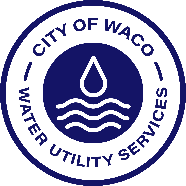 CITY OF WACO
WATER UTILITY SERVICES